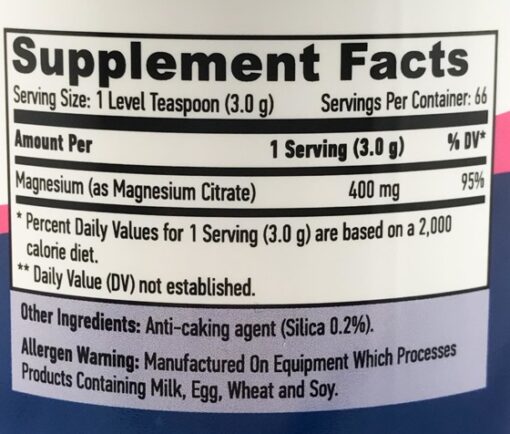 Supplement Facts
Serving Size: 1 Level Teaspoon (3.0 g) Servings Per Container: 66
Amount Per 1 Serving (3.0 g) % DV*
Magnesium (as Magnesium Citrate) 400 mg 95%
* Percent Daily Values for 1 Serving (3.0 g) are based on a 2,000
calorie diet.
** Daily Value (DV) not established.
Other Ingredients: Anti-caking agent (Silica 0.2%).
Allergen Warning: Manufactured On Equipment Which Processes
Products Containing Milk, Egg, Wheat and Soy.